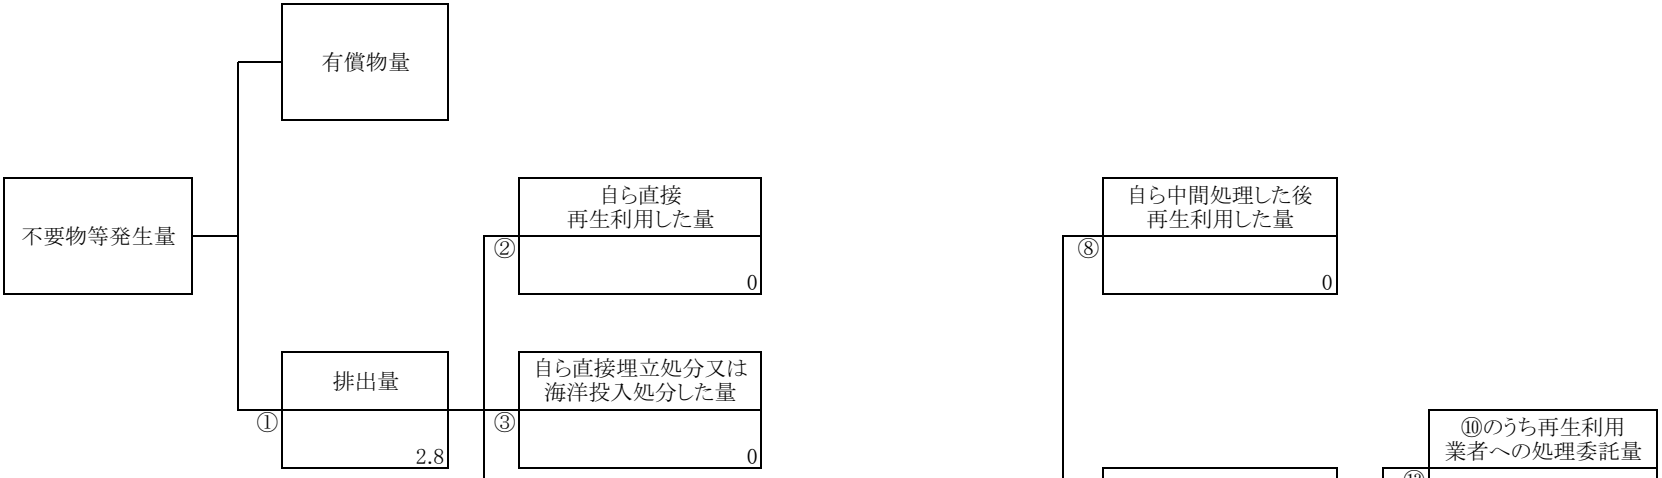 有償物量
不要物等発生量
自ら直接
再生利用した量
②
0
自ら中間処理した後
再生利用した量
⑧
0
排出量
①
2.8
自ら直接埋立処分又は
海洋投入処分した量
③
0
⑩のうち再生利用
業者への処理委託量